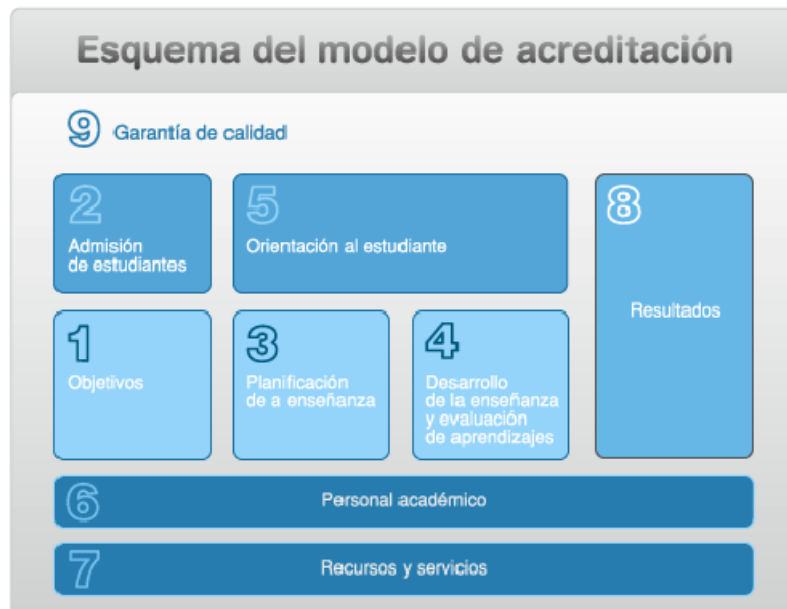 Esquema del modelo de acreditación
9 Garantía de calidad
2
Admisión
de estudiantes
5
Orientación al estudiante
8
Resultados
1
Objetivos
3
Planificación
de a enseñanza
4
Desarrollo
de la enseñanza
y evaluación
de aprendizajes
6 Personal académico
7 Recursos y servicios